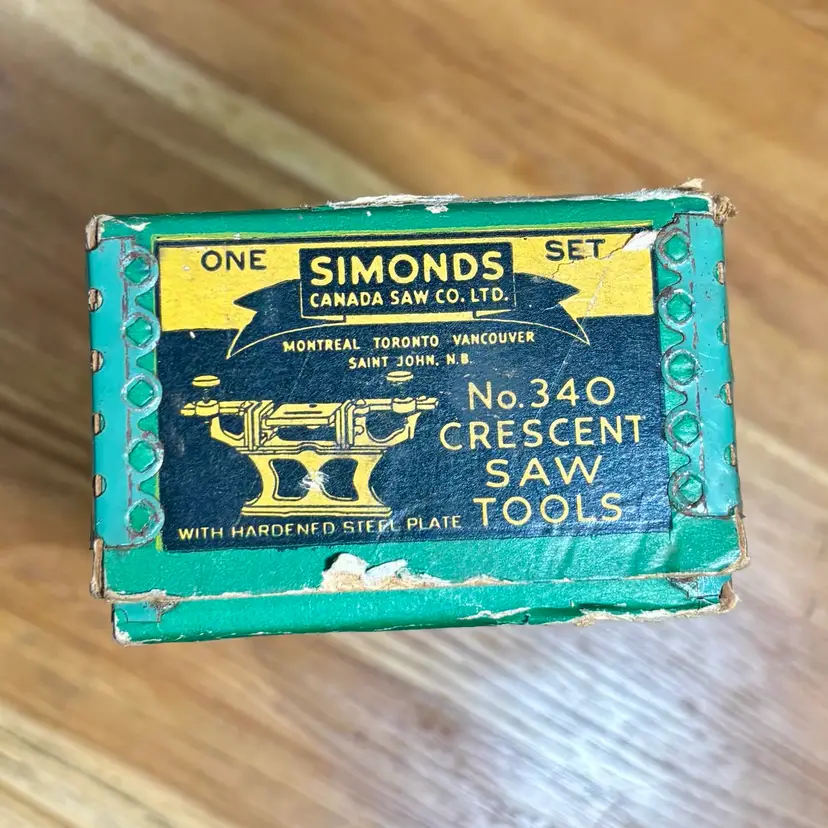 ONE SET
SIMONDS
CANADA SAW CO. LTD.
MONTREAL TORONTO VANCOUVER
SAINT JOHN, N.B.
No. 340
CRESCENT
SAW
TOOLS
WITH HARDENED STEEL PLATE